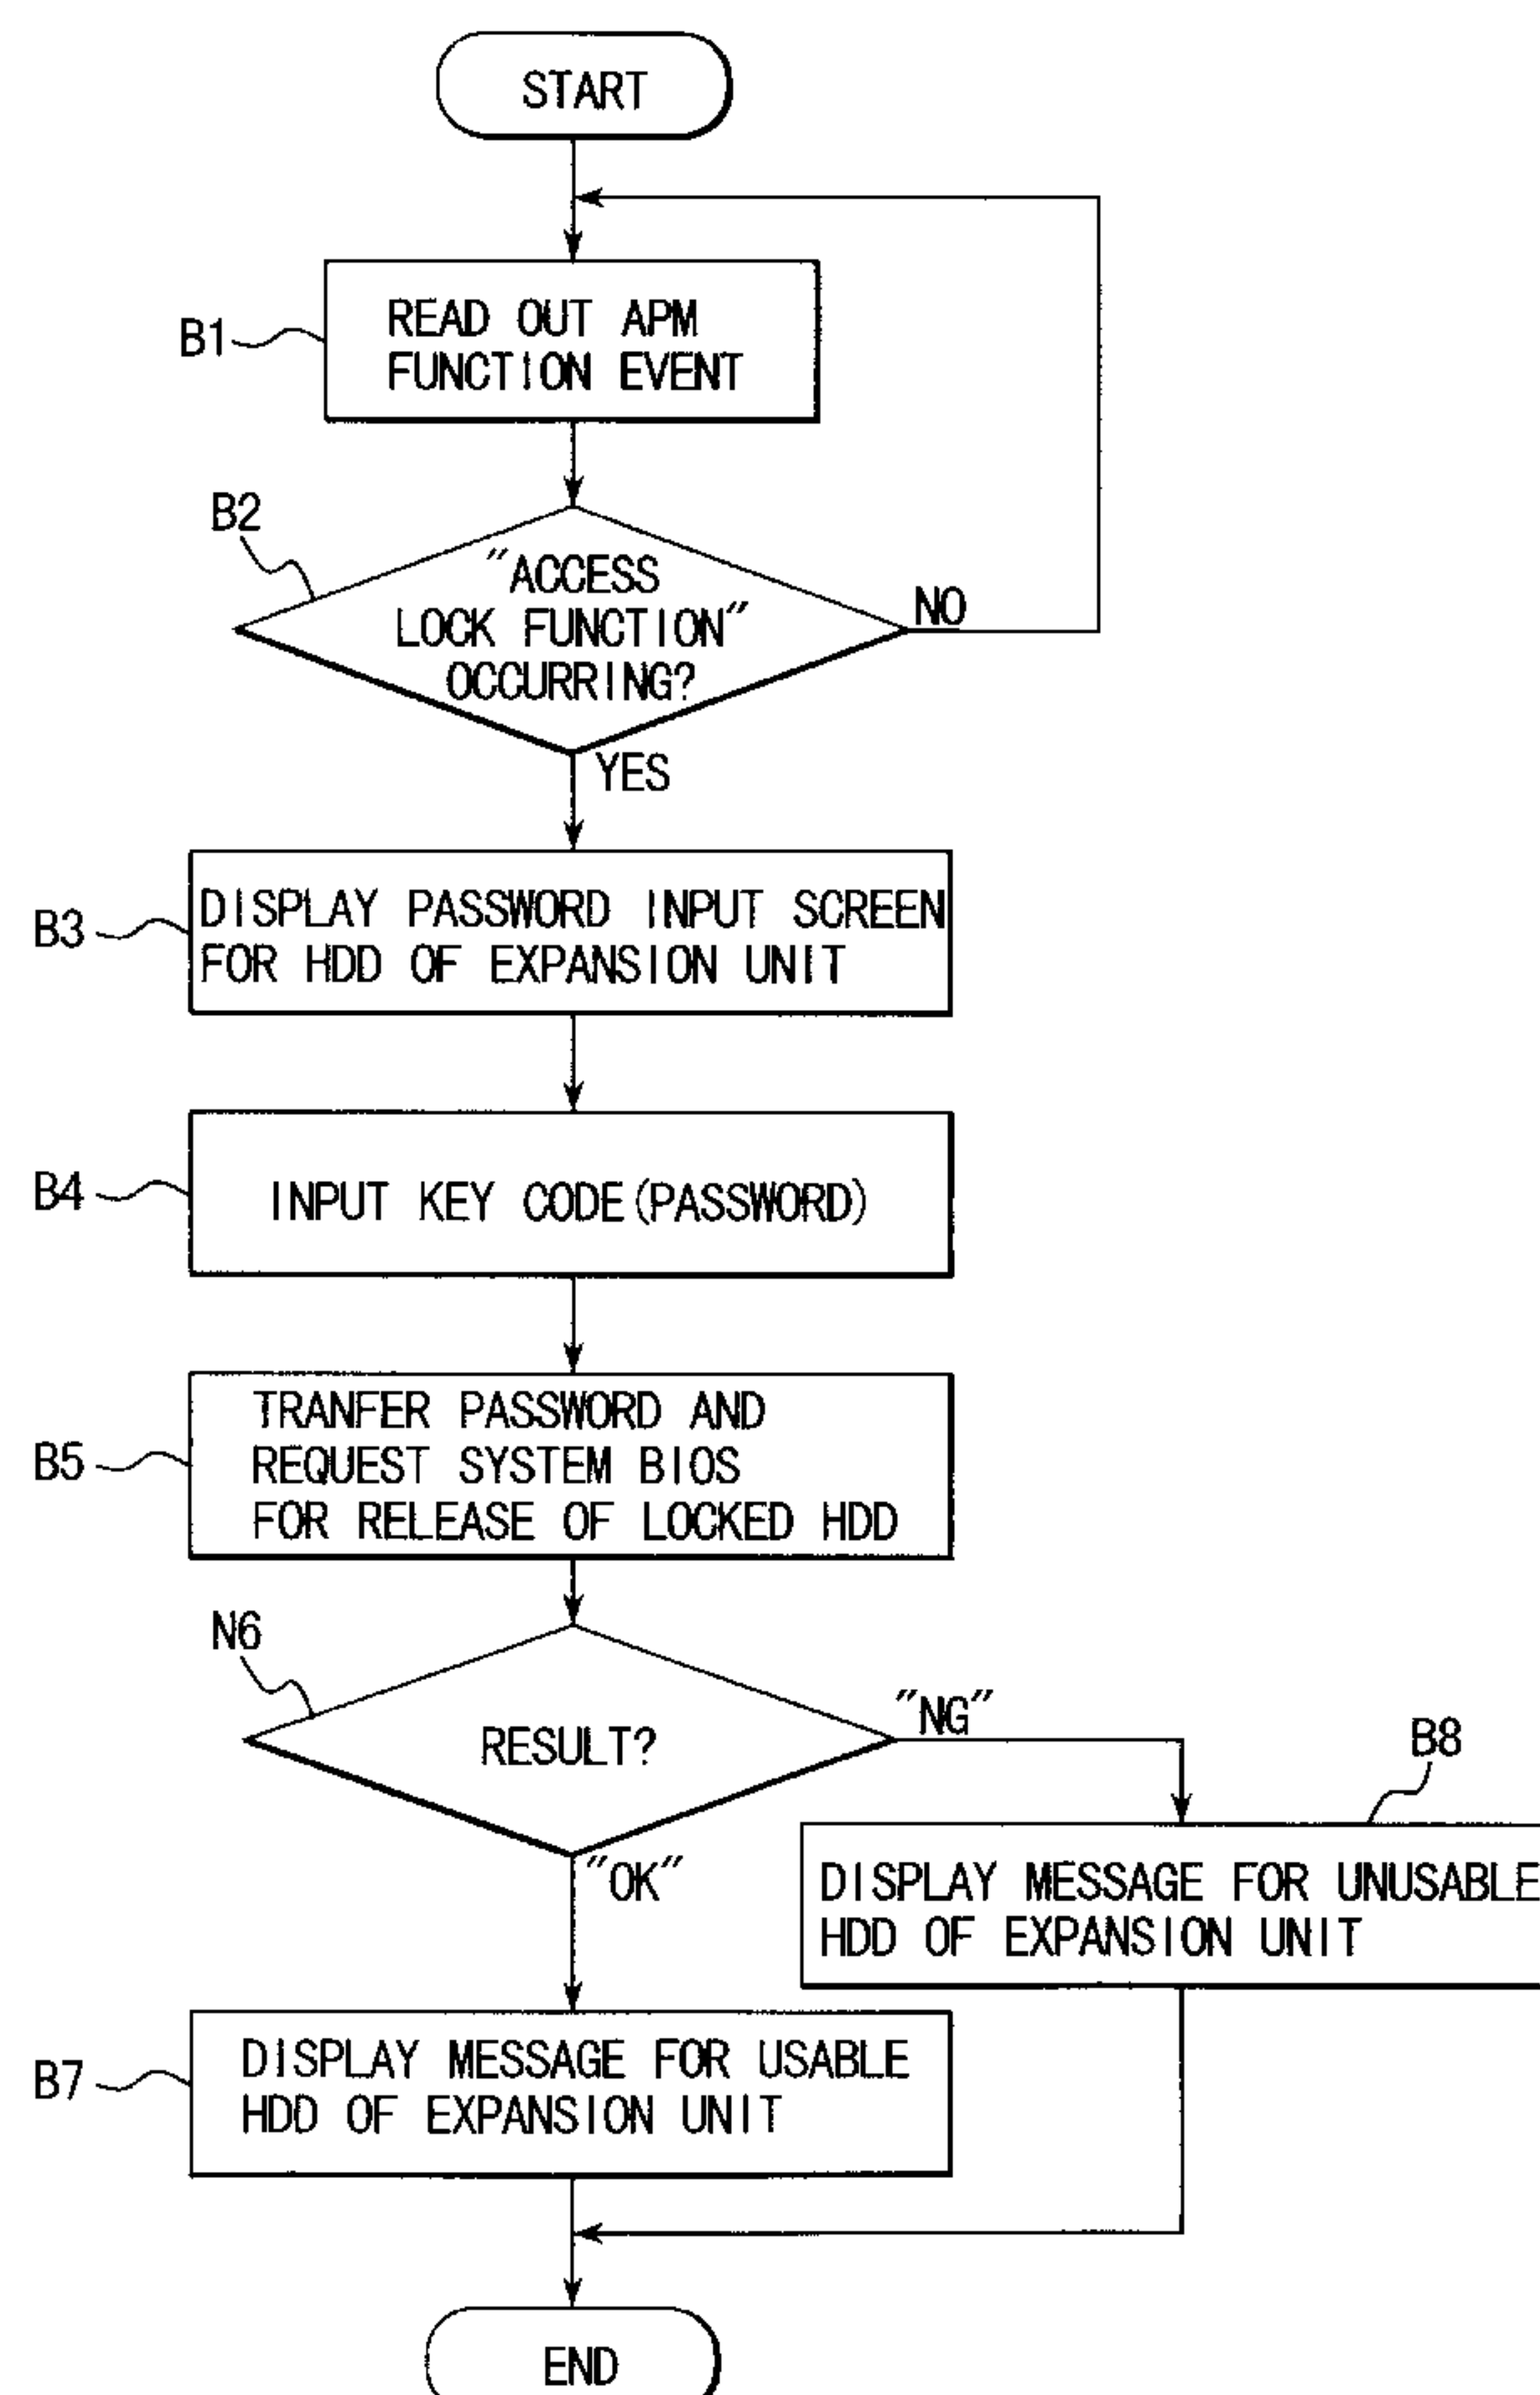 START
B1
READ OUT APM
FUNCTION EVENT
B2
"ACCESS
LOCK FUNCTION"
OCCURRING?
NO
YES
B3
DISPLAY PASSWORD INPUT SCREEN
FOR HDD OF EXPANSION UNIT
B4
INPUT KEY CODE(PASSWORD)
B5
TRANFER PASSWORD AND
REQUEST SYSTEM BIOS
FOR RELEASE OF LOCKED HDD
N6
RESULT?
"NG"
"OK"
B8
DISPLAY MESSAGE FOR UNUSABLE
HDD OF EXPANSION UNIT
B7
DISPLAY MESSAGE FOR USABLE
HDD OF EXPANSION UNIT
END